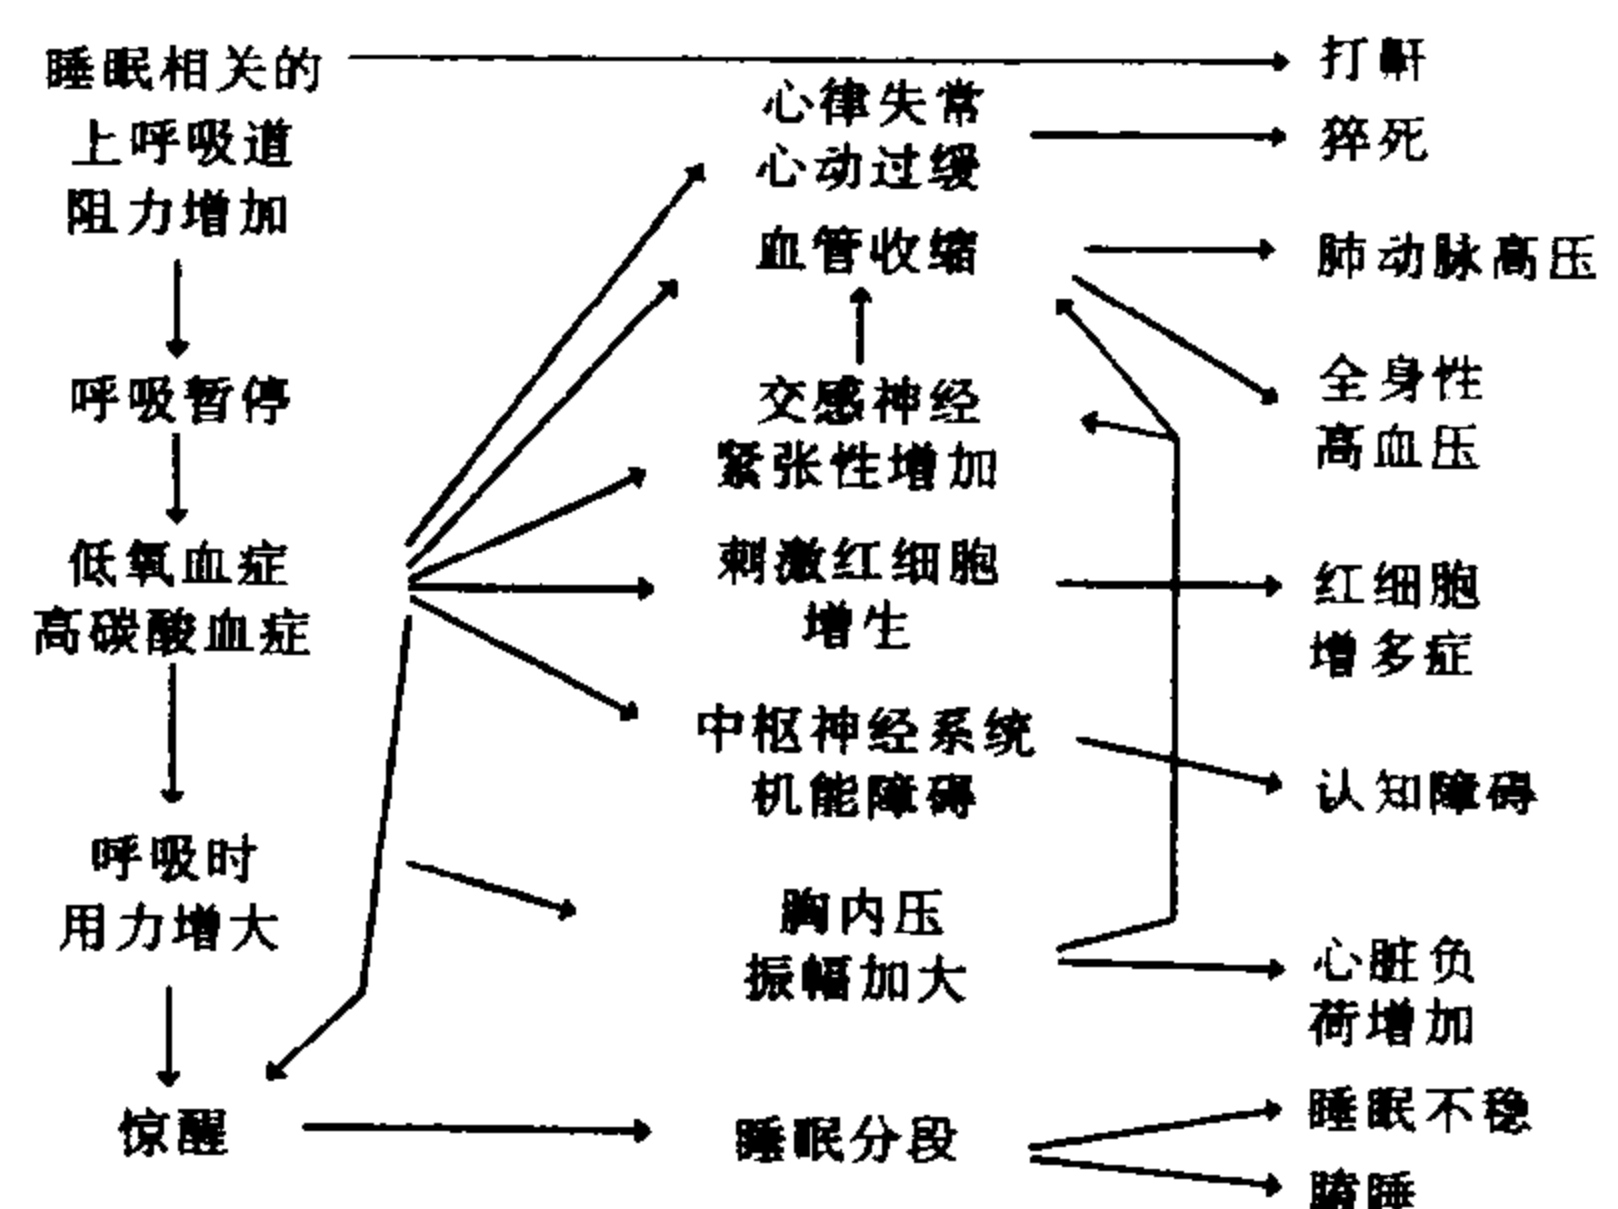 睡眠相关的
上呼吸道
阻力增加
呼吸暂停
低氧血症
高碳酸血症
呼吸时
用力增大
惊醒
心律失常
心动过缓
血管收缩
交感神经
紧张性增加
刺激红细胞
增生
中枢神经系统
机能障碍
胸内压
振幅加大
睡眠分段
打鼾
猝死
肺动脉高压
全身性
高血压
红细胞
增多症
认知障碍
心脏负
荷增加
睡眠不稳